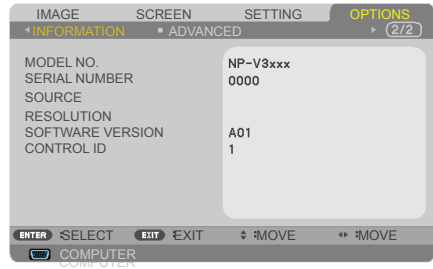 IMAGE SCREEN SETTING OPTIONS
INFORMATION • ADVANCED 2/2
MODEL NO. NP-V3xxx
SERIAL NUMBER 0000
SOURCE
RESOLUTION
SOFTWARE VERSION A01
CONTROL ID 1
ENTER :SELECT EXIT :EXIT :MOVE :MOVE
COMPUTER